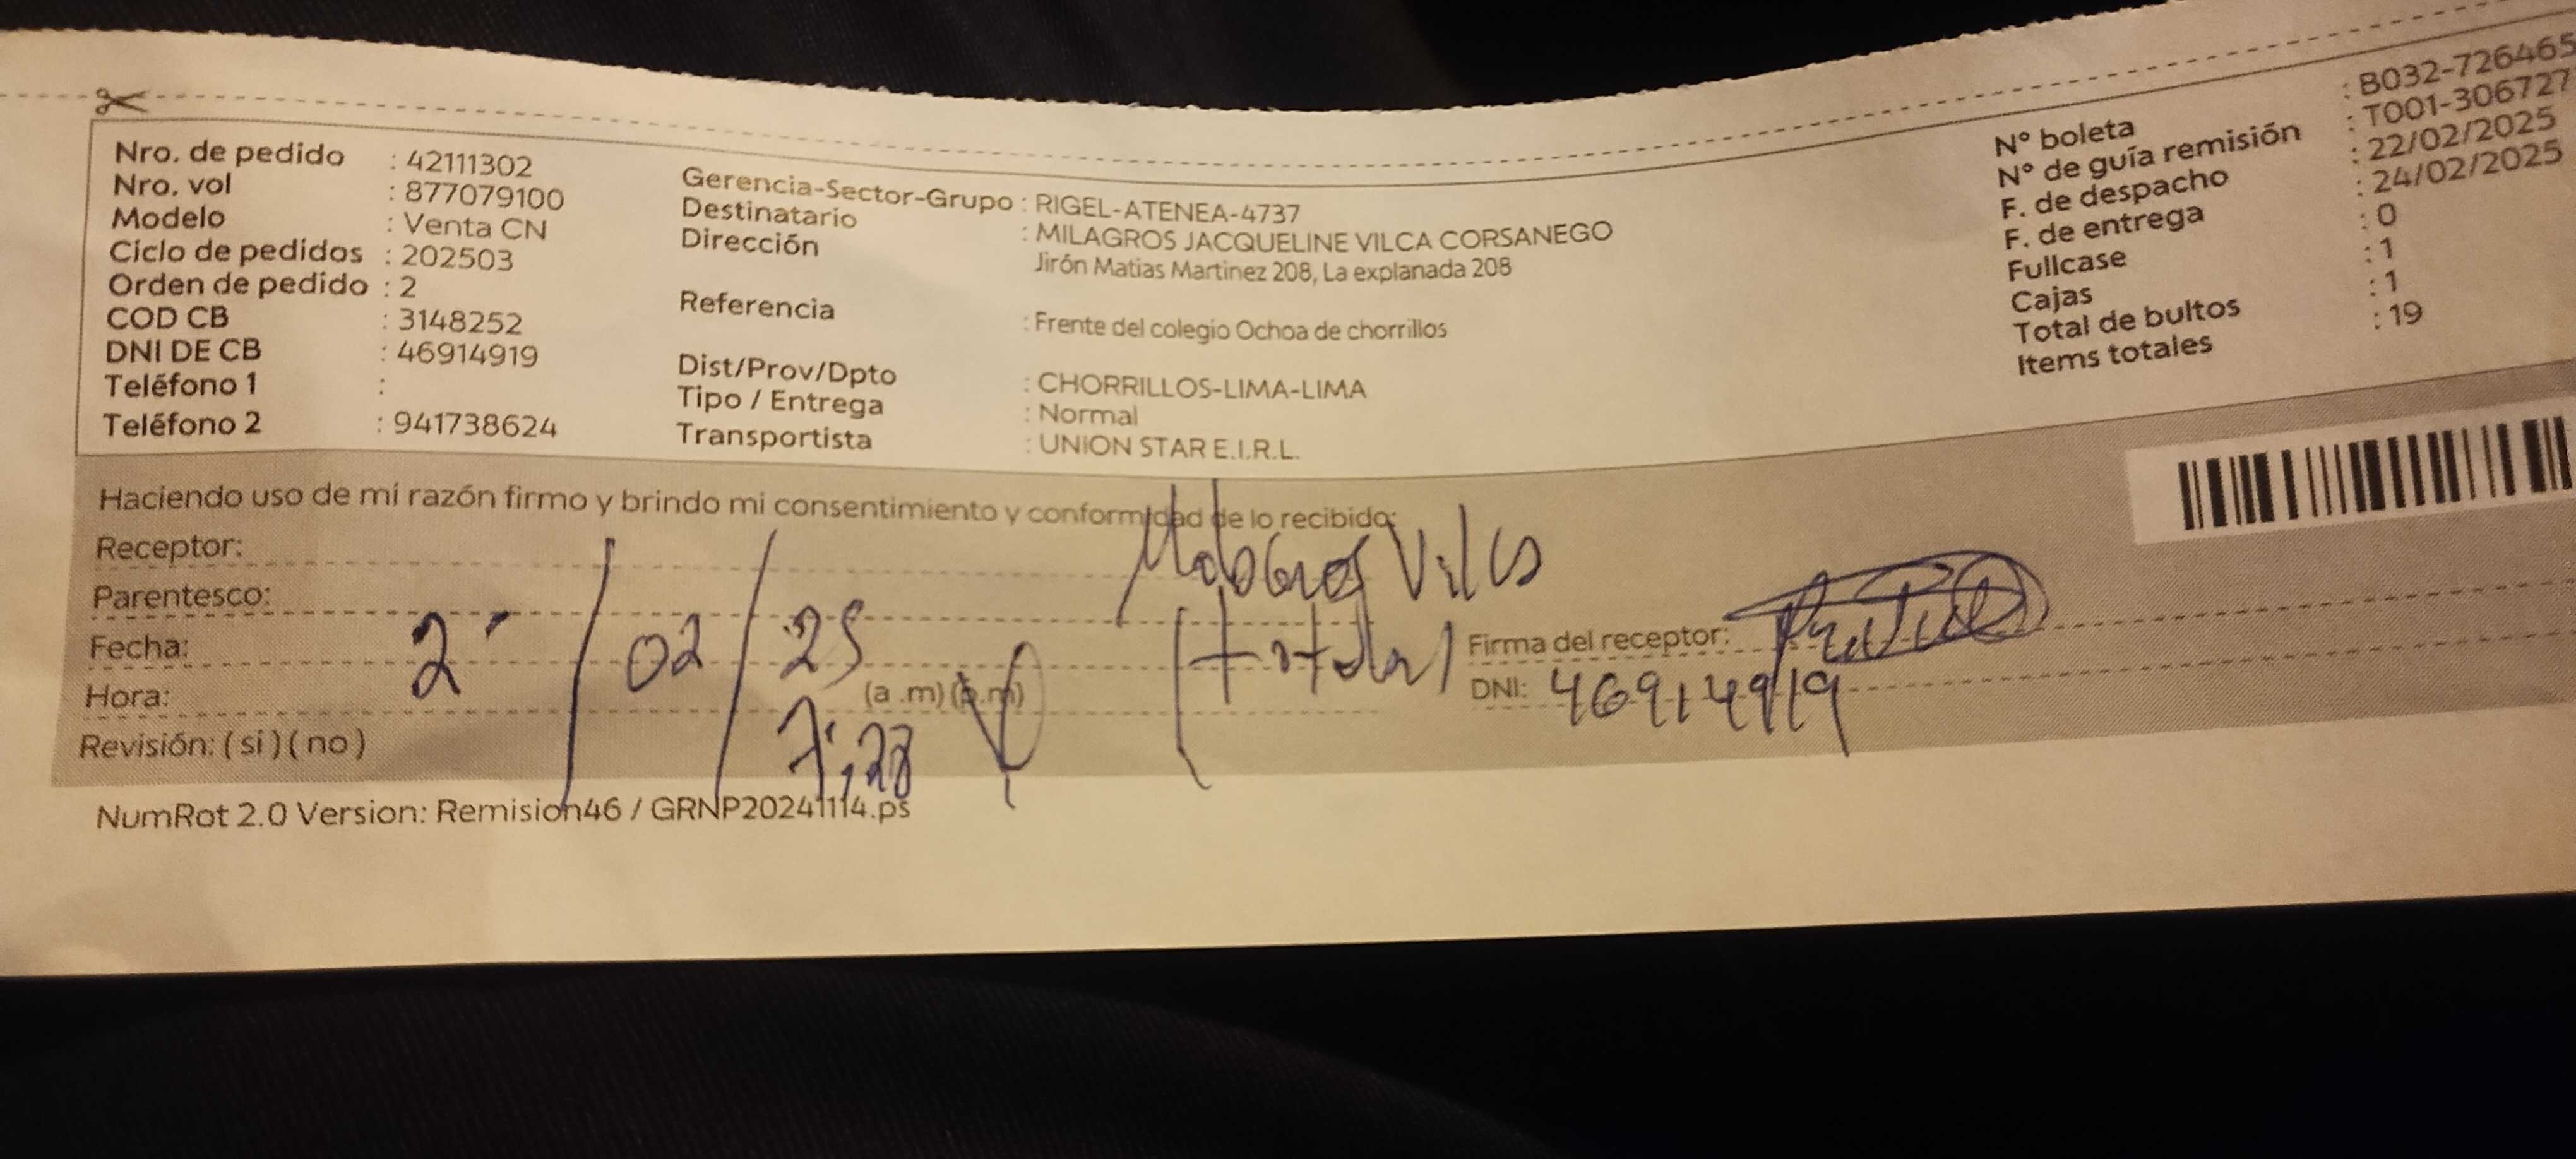 Nro. de pedido : 42111302
Nro. vol : 877079100
Modelo : Venta CN
Ciclo de pedidos : 202503
Orden de pedido : 2
COD CB : 3148252
DNI DE CB : 46914919
Teléfono 1 :
Teléfono 2 : 941738624
Gerencia-Sector-Grupo : RIGEL-ATENEA-4737
Destinatario : MILAGROS JACQUELINE VILCA CORSANEGO
Dirección Jirón Matias Martinez 208, La explanada 208
Referencia : Frente del colegio Ochoa de chorrillos
Dist/Prov/Dpto : CHORRILLOS-LIMA-LIMA
Tipo / Entrega : Normal
Transportista : UNION STAR E.I.R.L.
N° boleta : B032-726465
N° de guía remisión : T001-306727
F. de despacho : 22/02/2025
F. de entrega : 24/02/2025
Fullcase : 0
Cajas : 1
Total de bultos : 1
Items totales : 19
Haciendo uso de mi razón firmo y brindo mi consentimiento y conformidad de lo recibido:
Receptor: Milagros Vilca
Parentesco: (titular)
Fecha: / 02 / 25
Hora: 7:28 (a .m) (p.m)
Revisión: ( si ) ( no )
Firma del receptor:
DNI: 46914919
NumRot 2.0 Version: Remision46 / GRNP20241114.ps